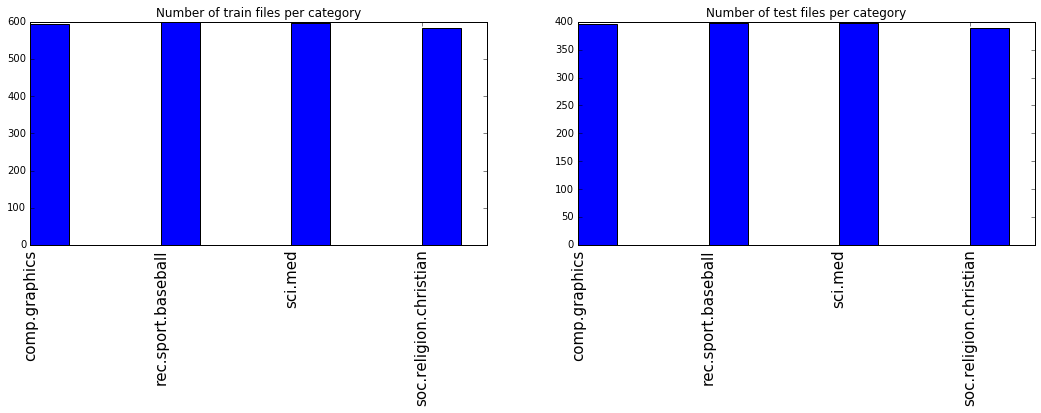 Number of train files per category
600
500
400
300
200
100
0
comp.graphics
rec.sport.baseball
sci.med
soc.religion.christian
Number of test files per category
400
350
300
250
200
150
100
50
0
comp.graphics
rec.sport.baseball
sci.med
soc.religion.christian